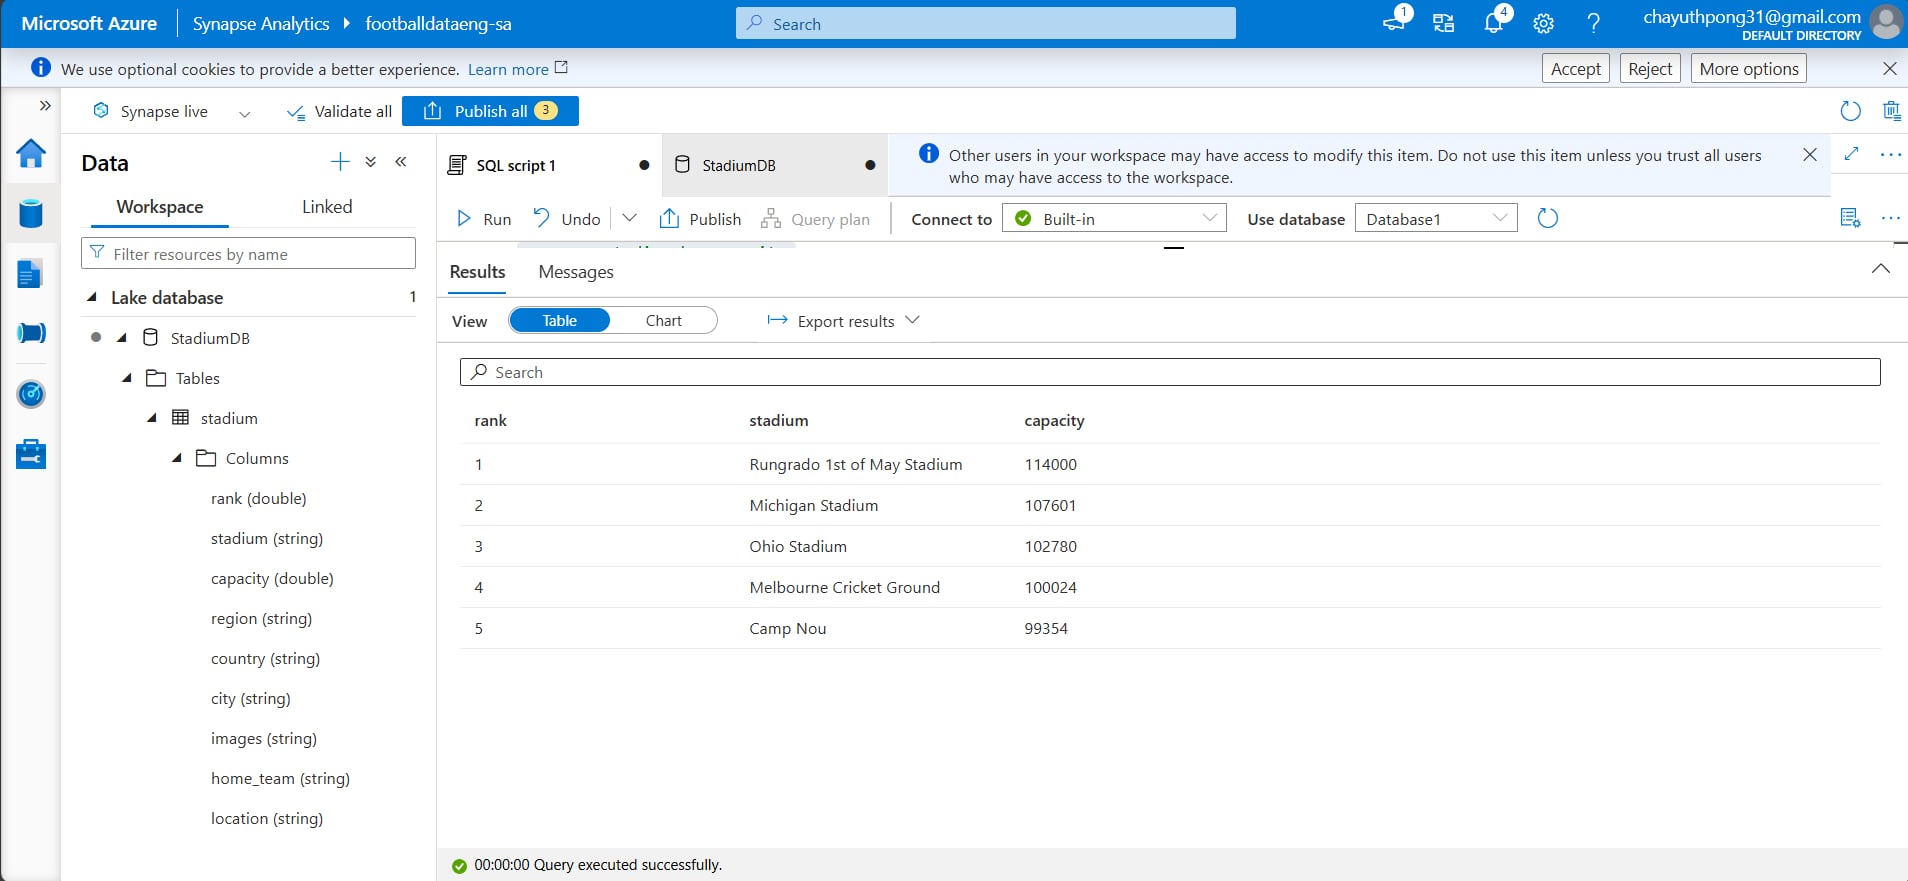 Microsoft Azure
Synapse Analytics
footballdataeng-sa
Search
1
4
chayuthpong31@gmail.com
DEFAULT DIRECTORY
We use optional cookies to provide a better experience. Learn more
Accept
Reject
More options
Synapse live
Validate all
Publish all
3
Data
Workspace
Linked
Filter resources by name
Lake database
1
StadiumDB
Tables
stadium
Columns
rank (double)
stadium (string)
capacity (double)
region (string)
country (string)
city (string)
images (string)
home_team (string)
location (string)
SQL script 1
StadiumDB
Other users in your workspace may have access to modify this item. Do not use this item unless you trust all users
who may have access to the workspace.
Run
Undo
Publish
Query plan
Connect to
Built-in
Use database
Database1
Results
Messages
View
Table
Chart
Export results
Search
rank stadium capacity
1 Rungrado 1st of May Stadium 114000
2 Michigan Stadium 107601
3 Ohio Stadium 102780
4 Melbourne Cricket Ground 100024
5 Camp Nou 99354
00:00:00 Query executed successfully.